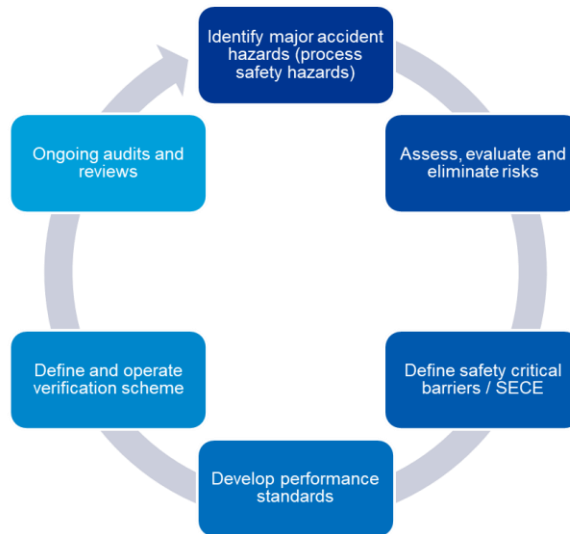 Identify major accident
hazards (process
safety hazards)
Assess, evaluate and
eliminate risks
Define safety critical
barriers / SECE
Develop performance
standards
Define and operate
verification scheme
Ongoing audits and
reviews